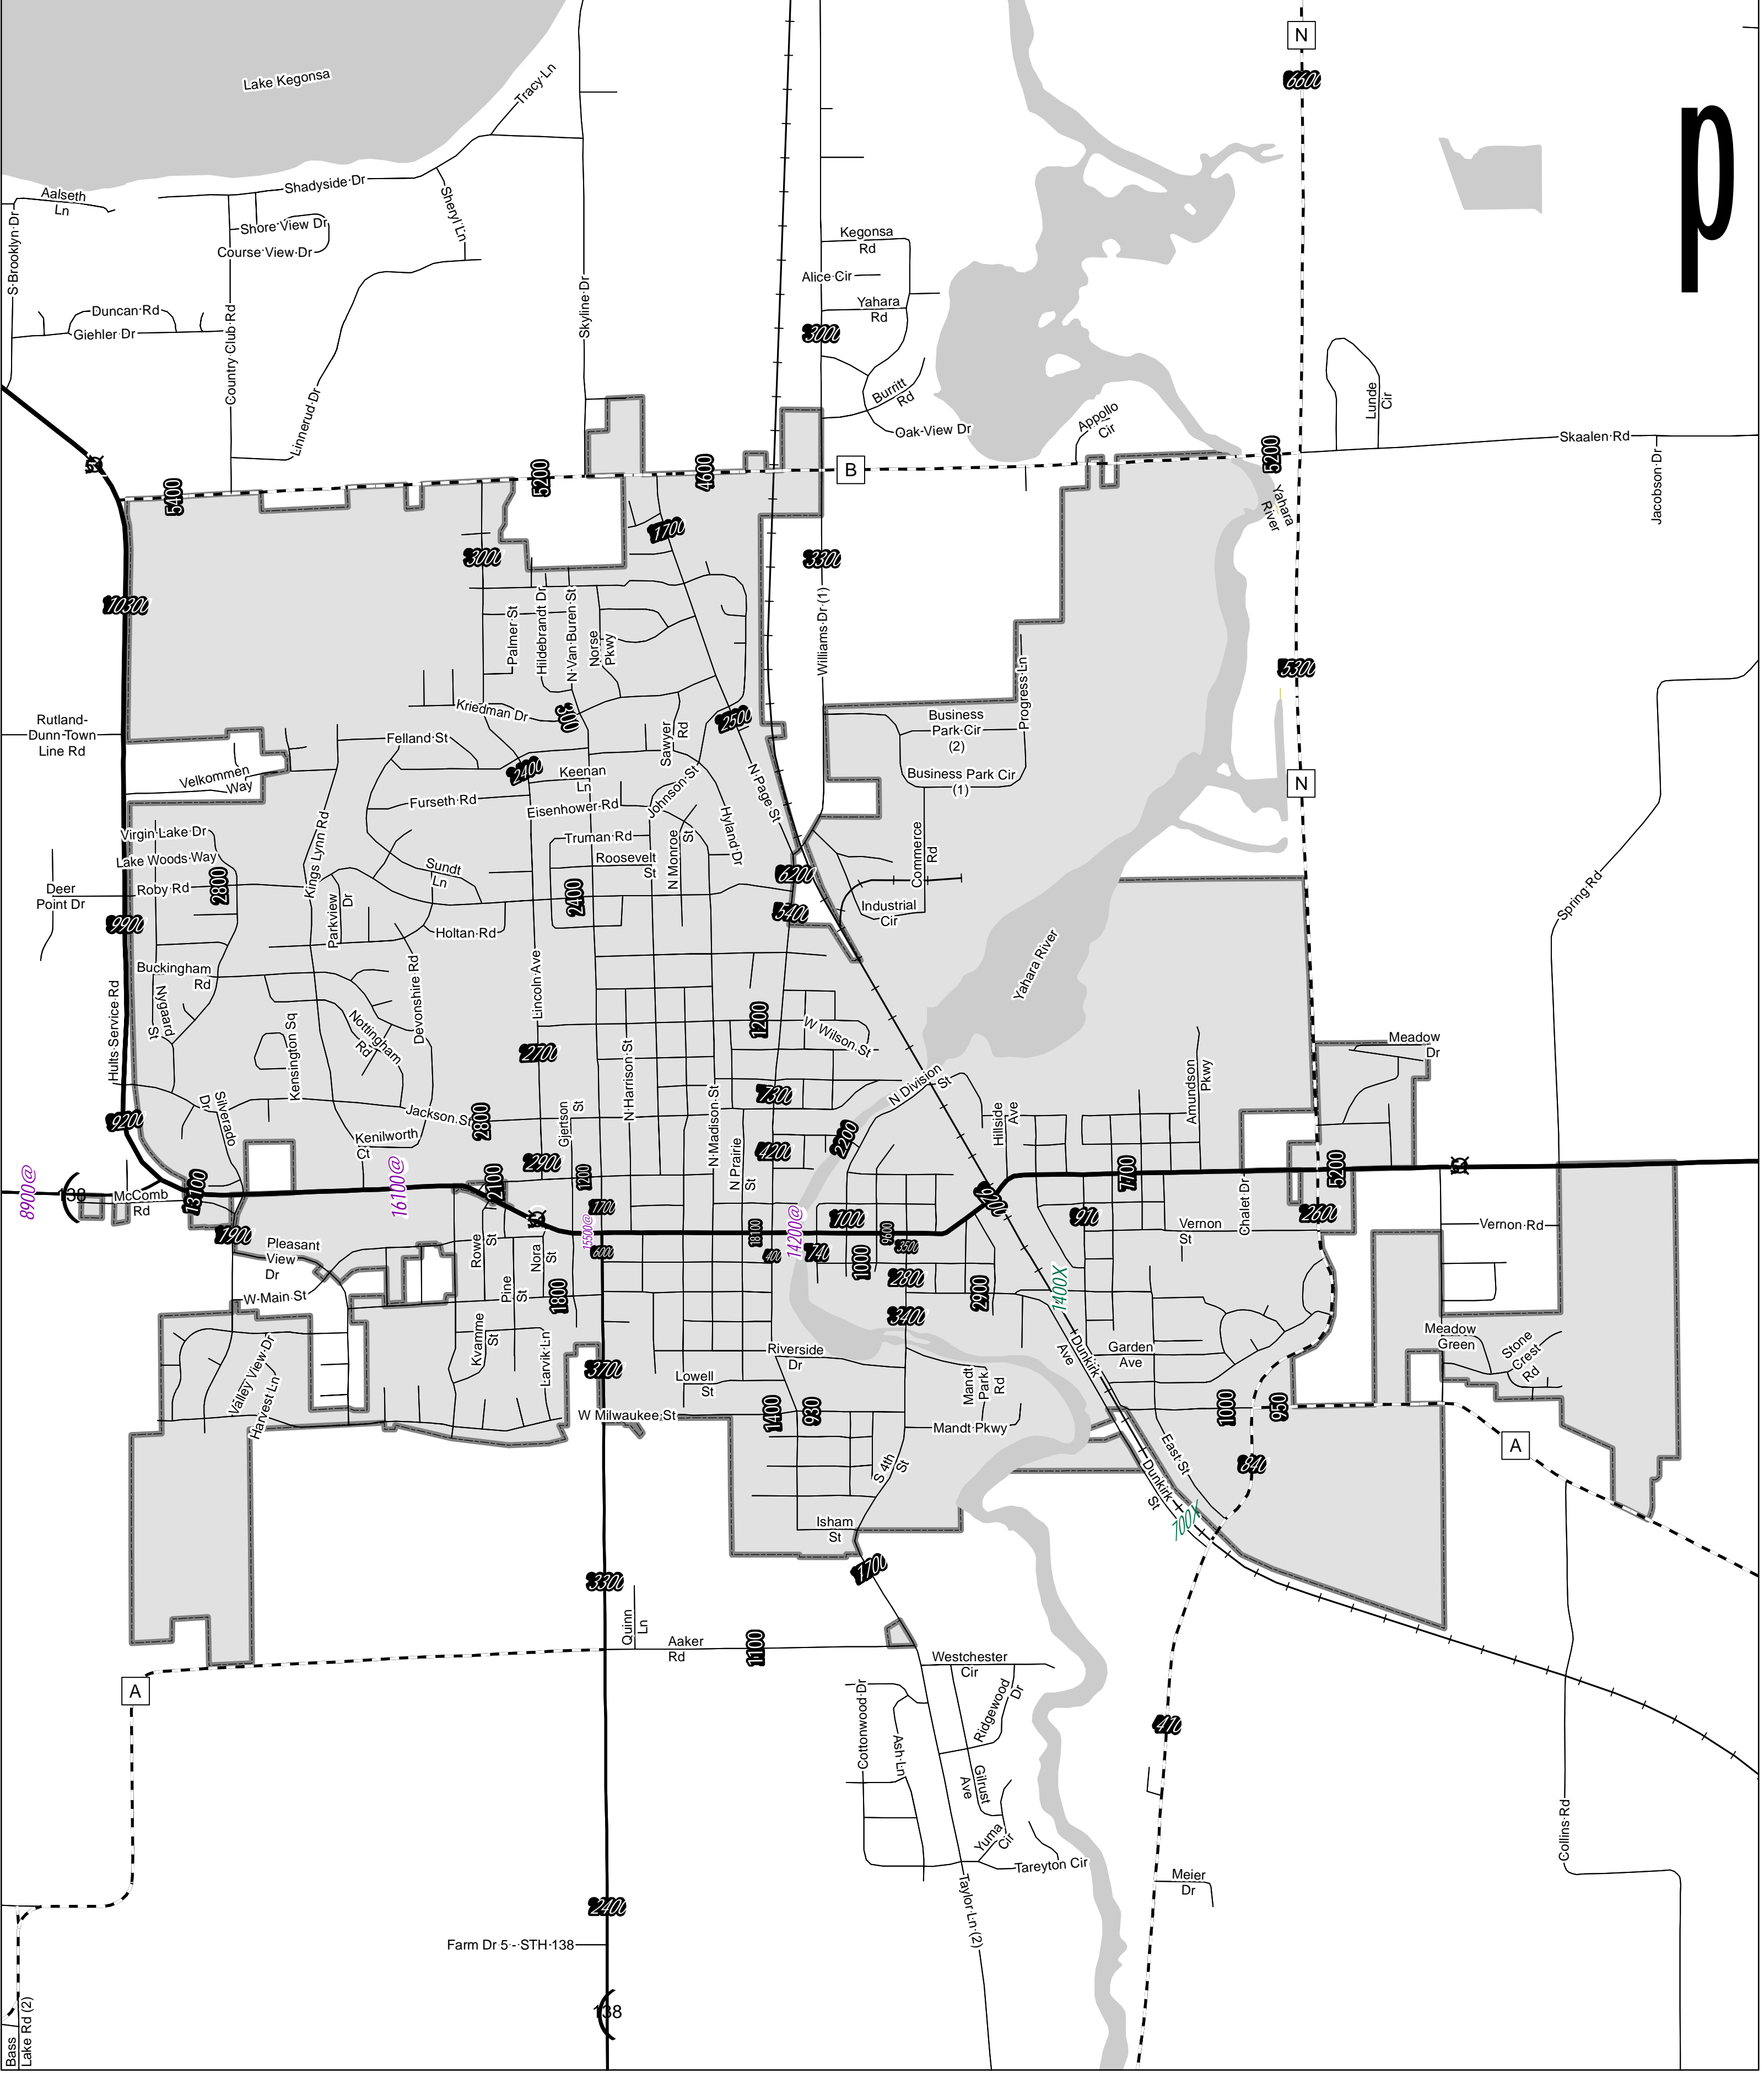 N
6600
p
Lake Kegonsa
Tracy Ln
Shadyside Dr
Aalseth
Ln
Sheryl Ln
S Brooklyn Dr
Shore View Dr
Course View Dr
Kegonsa
Rd
Alice Cir
Yahara
Rd
Skyline Dr
Duncan Rd
Giehler Dr
Country Club Rd
3000
Linnerud Dr
Burritt
Rd
Oak View Dr
Appollo
Cir
Lunde
Cir
Skaalen Rd
Jacobson Dr
5400
5200
4600
B
5200
Yahara
River
1700
3000
3300
10300
Palmer St
Hildebrandt Dr
N Van Buren St
Norse
Pkwy
Williams Dr (1)
Progress Ln
5300
Kriedman Dr
300
2500
Rutland-
Dunn Town
Line Rd
Felland St
Sawyer
Rd
Business
Park Cir
(2)
Velkommen
Way
2400
Keenan
Ln
N Page St
Business Park Cir
(1)
N
Furseth Rd
Eisenhower Rd
Johnson St
Virgin Lake Dr
Kings Lynn Rd
Truman Rd
N Monroe
St
Hyland Dr
Lake Woods Way
Sundt
Ln
Roosevelt
St
Commerce
Rd
Deer
Point Dr
Roby Rd
2800
Parkview
Dr
2400
6200
5400
Industrial
Cir
Spring Rd
9900
Holtan Rd
Buckingham
Rd
Devonshire Rd
Lincoln Ave
Yahara River
Hults Service Rd
Nygaard
St
Kensington Sq
Nottingham
Rd
1200
W Wilson St
2700
N Harrison St
Meadow
Dr
N Division
St
Amundson
Pkwy
Silverado
Dr
Jackson St
2800
Gjertson
St
N Madison St
730
9200
Hillside
Ave
Kenilworth
Ct
N Prairie
St
4200
2200
8900@
138
McComb
Rd
13100
16100@
2100
2900
1200
1700
7700
5200
1900
15500@
18100
14200@
1000
9600
9200
910
Vernon
St
Chalet Dr
2600
Vernon Rd
Pleasant
View
Dr
Rowe
St
Nora
St
6000
400
740
1000
3500
2800
W Main St
Pine
St
1800
2900
1400X
3400
Kvamme
St
Larvik Ln
Valley View Dr
Harvest Ln
3700
Riverside
Dr
Lowell
St
Mandt
Park
Rd
Dunkirk
Ave
Garden
Ave
Meadow
Green
Stone
Crest
Rd
W Milwaukee St
1400
930
Mandt Pkwy
1000
950
A
S 4th
St
East St
Dunkirk
St
840
700X
Isham
St
1700
3300
Quinn
Ln
Aaker
Rd
1100
A
Westchester
Cir
Ridgewood
Dr
Cottonwood Dr
Ash Ln
Gilrust
Ave
410
Yuma
Cir
Tareyton Cir
Meier
Dr
Collins Rd
2400
Taylor Ln (2)
Farm Dr 5 - STH 138
138
Bass
Lake Rd (2)